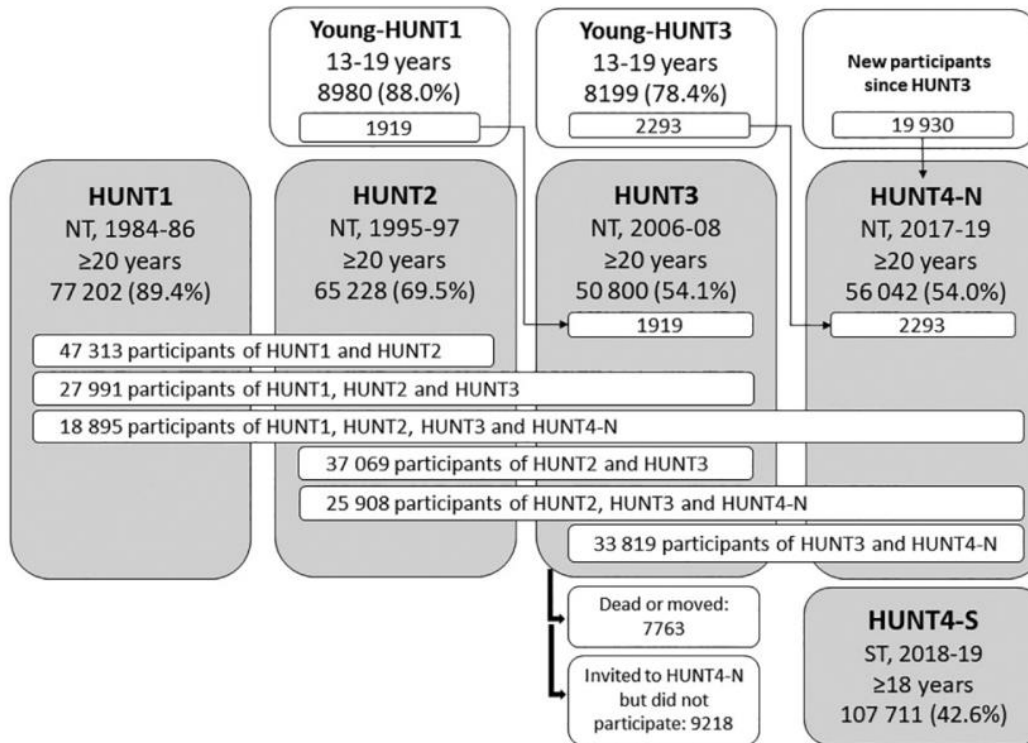 Young-HUNT1
13-19 years
8980 (88.0%)
1919
Young-HUNT3
13-19 years
8199 (78.4%)
2293
New participants
since HUNT3
19 930
HUNT1
NT, 1984-86
≥20 years
77 202 (89.4%)
HUNT2
NT, 1995-97
≥20 years
65 228 (69.5%)
HUNT3
NT, 2006-08
≥20 years
50 800 (54.1%)
1919
HUNT4-N
NT, 2017-19
≥20 years
56 042 (54.0%)
2293
47 313 participants of HUNT1 and HUNT2
27 991 participants of HUNT1, HUNT2 and HUNT3
18 895 participants of HUNT1, HUNT2, HUNT3 and HUNT4-N
37 069 participants of HUNT2 and HUNT3
25 908 participants of HUNT2, HUNT3 and HUNT4-N
33 819 participants of HUNT3 and HUNT4-N
Dead or moved:
7763
Invited to HUNT4-N
but did not
participate: 9218
HUNT4-S
ST, 2018-19
≥18 years
107 711 (42.6%)